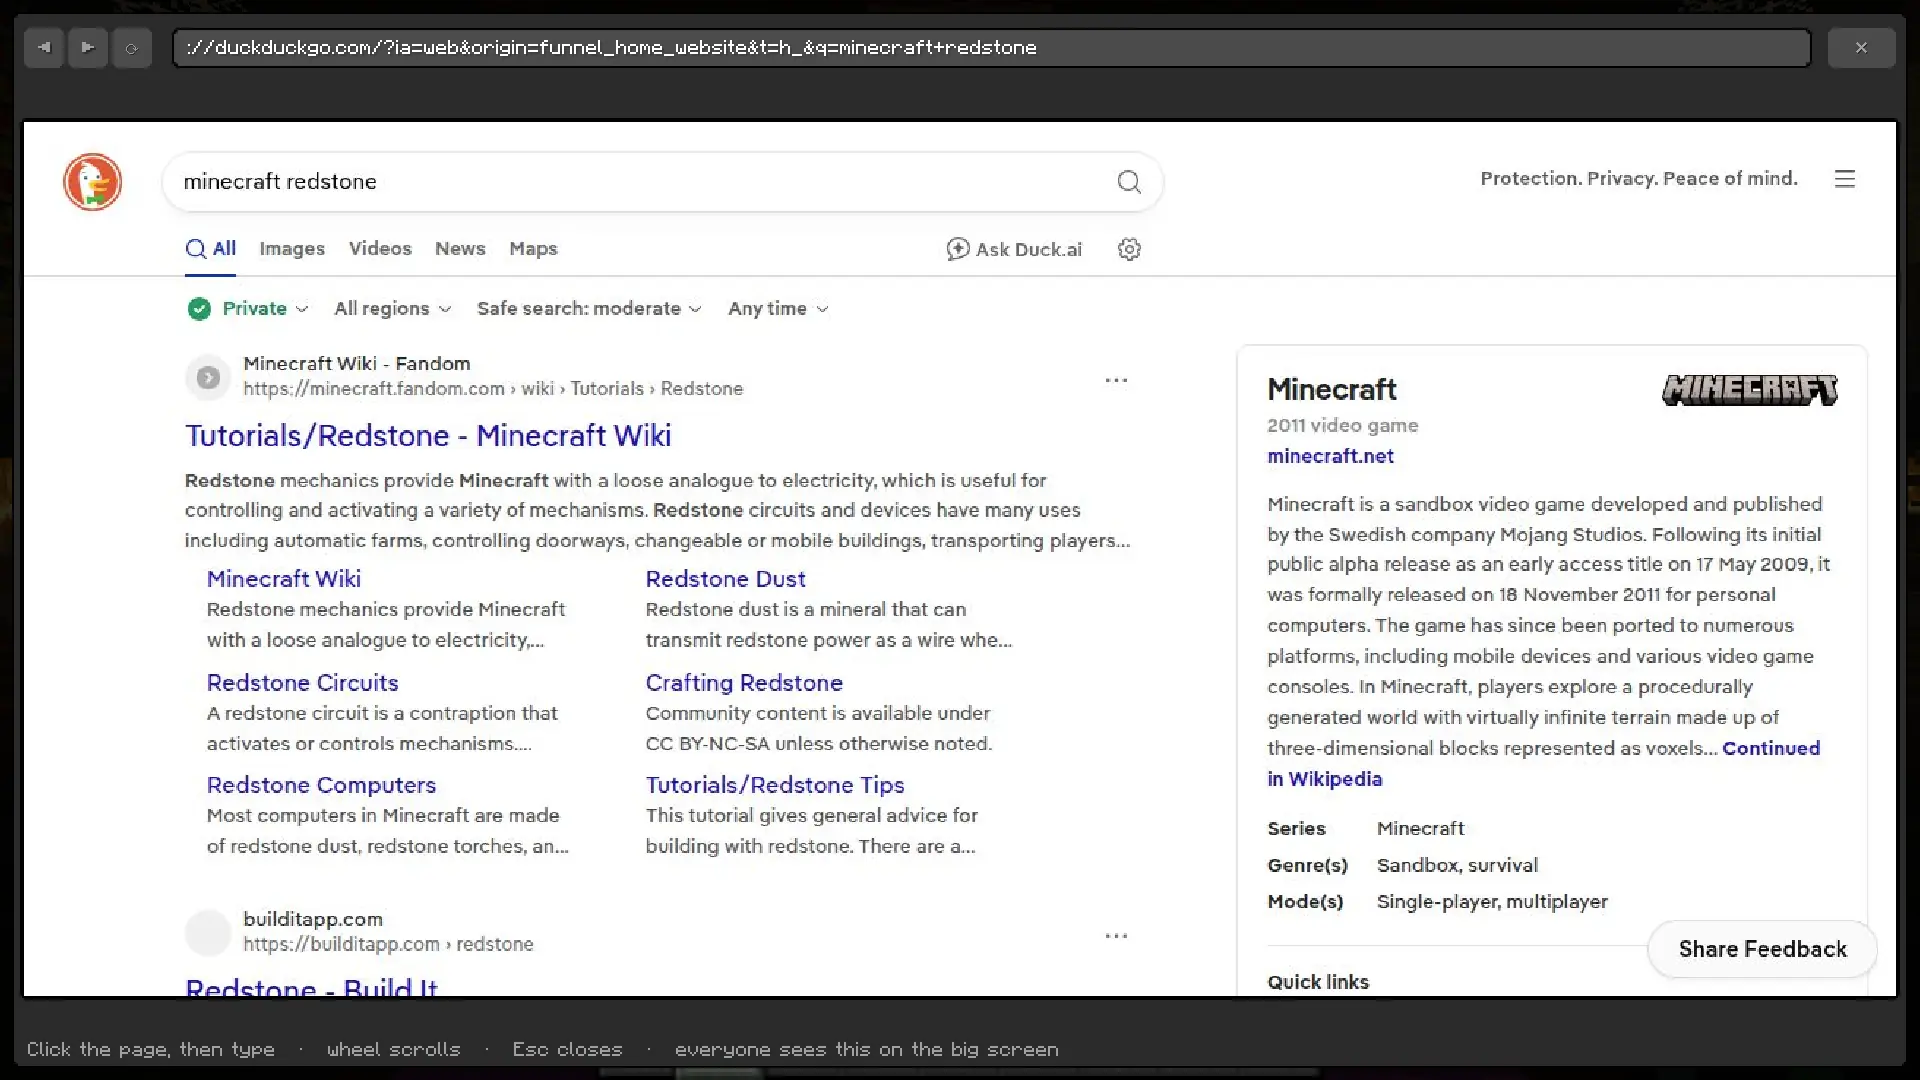 ://duckduckgo.com/?ia=web&origin=funnel_home_website&t=h_&q=minecraft+redstone
minecraft redstone
Protection. Privacy. Peace of mind.
All
Images
Videos
News
Maps
Ask Duck.ai
Private
All regions
Safe search: moderate
Any time
Minecraft Wiki - Fandom
https://minecraft.fandom.com › wiki › Tutorials › Redstone
Tutorials/Redstone - Minecraft Wiki
Redstone mechanics provide Minecraft with a loose analogue to electricity, which is useful for
controlling and activating a variety of mechanisms. Redstone circuits and devices have many uses
including automatic farms, controlling doorways, changeable or mobile buildings, transporting players...
Minecraft Wiki
Redstone mechanics provide Minecraft
with a loose analogue to electricity,...
Redstone Dust
Redstone dust is a mineral that can
transmit redstone power as a wire whe...
Redstone Circuits
A redstone circuit is a contraption that
activates or controls mechanisms....
Crafting Redstone
Community content is available under
CC BY-NC-SA unless otherwise noted.
Redstone Computers
Most computers in Minecraft are made
of redstone dust, redstone torches, an...
Tutorials/Redstone Tips
This tutorial gives general advice for
building with redstone. There are a...
builditapp.com
https://builditapp.com › redstone
Redstone - Build It
Minecraft
MINECRAFT
2011 video game
minecraft.net
Minecraft is a sandbox video game developed and published
by the Swedish company Mojang Studios. Following its initial
public alpha release as an early access title on 17 May 2009, it
was formally released on 18 November 2011 for personal
computers. The game has since been ported to numerous
platforms, including mobile devices and various video game
consoles. In Minecraft, players explore a procedurally
generated world with virtually infinite terrain made up of
three-dimensional blocks represented as voxels... Continued
in Wikipedia
Series Minecraft
Genre(s) Sandbox, survival
Mode(s) Single-player, multiplayer
Share Feedback
Quick links
Click the page, then type · wheel scrolls · Esc closes · everyone sees this on the big screen